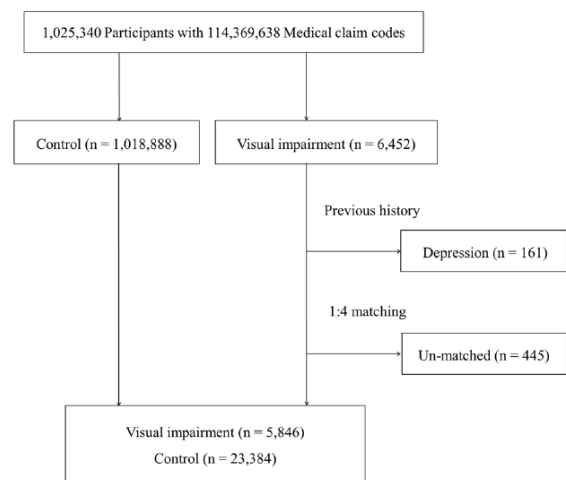 1,025,340 Participants with 114,369,638 Medical claim codes
Control (n = 1,018,888)
Visual impairment (n = 6,452)
Previous history
Depression (n = 161)
1:4 matching
Un-matched (n = 445)
Visual impairment (n = 5,846)
Control (n = 23,384)